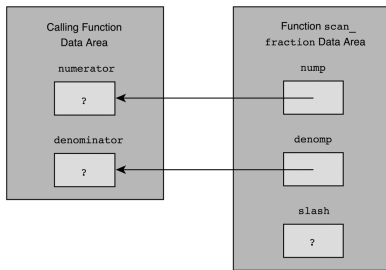 Calling Function
Data Area
numerator
?
denominator
?
Function scan_
fraction Data Area
nump
denomp
slash
?